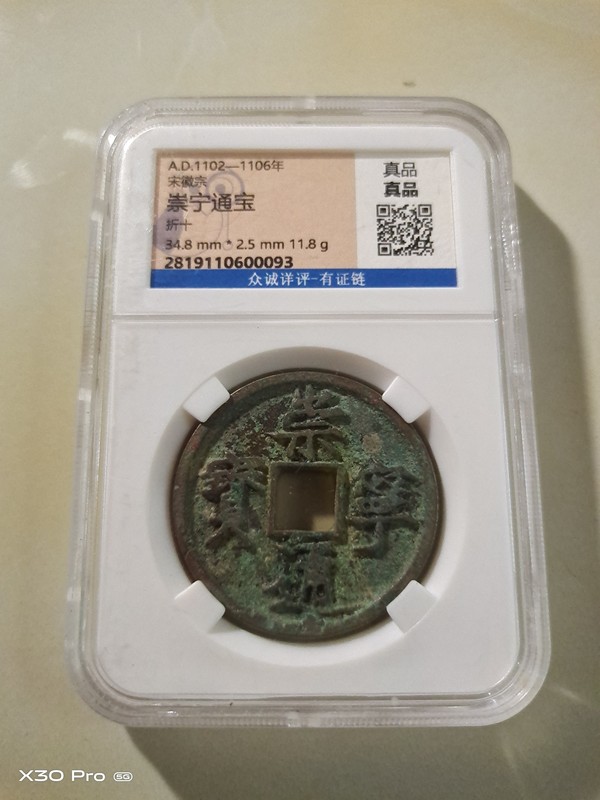 A.D.1102—1106年
宋徽宗
崇宁通宝
折十
34.8 mm * 2.5 mm 11.8 g
2819110600093
真品
真品
众诚详评-有证链
崇
寧
通
寳
X30 Pro 5G